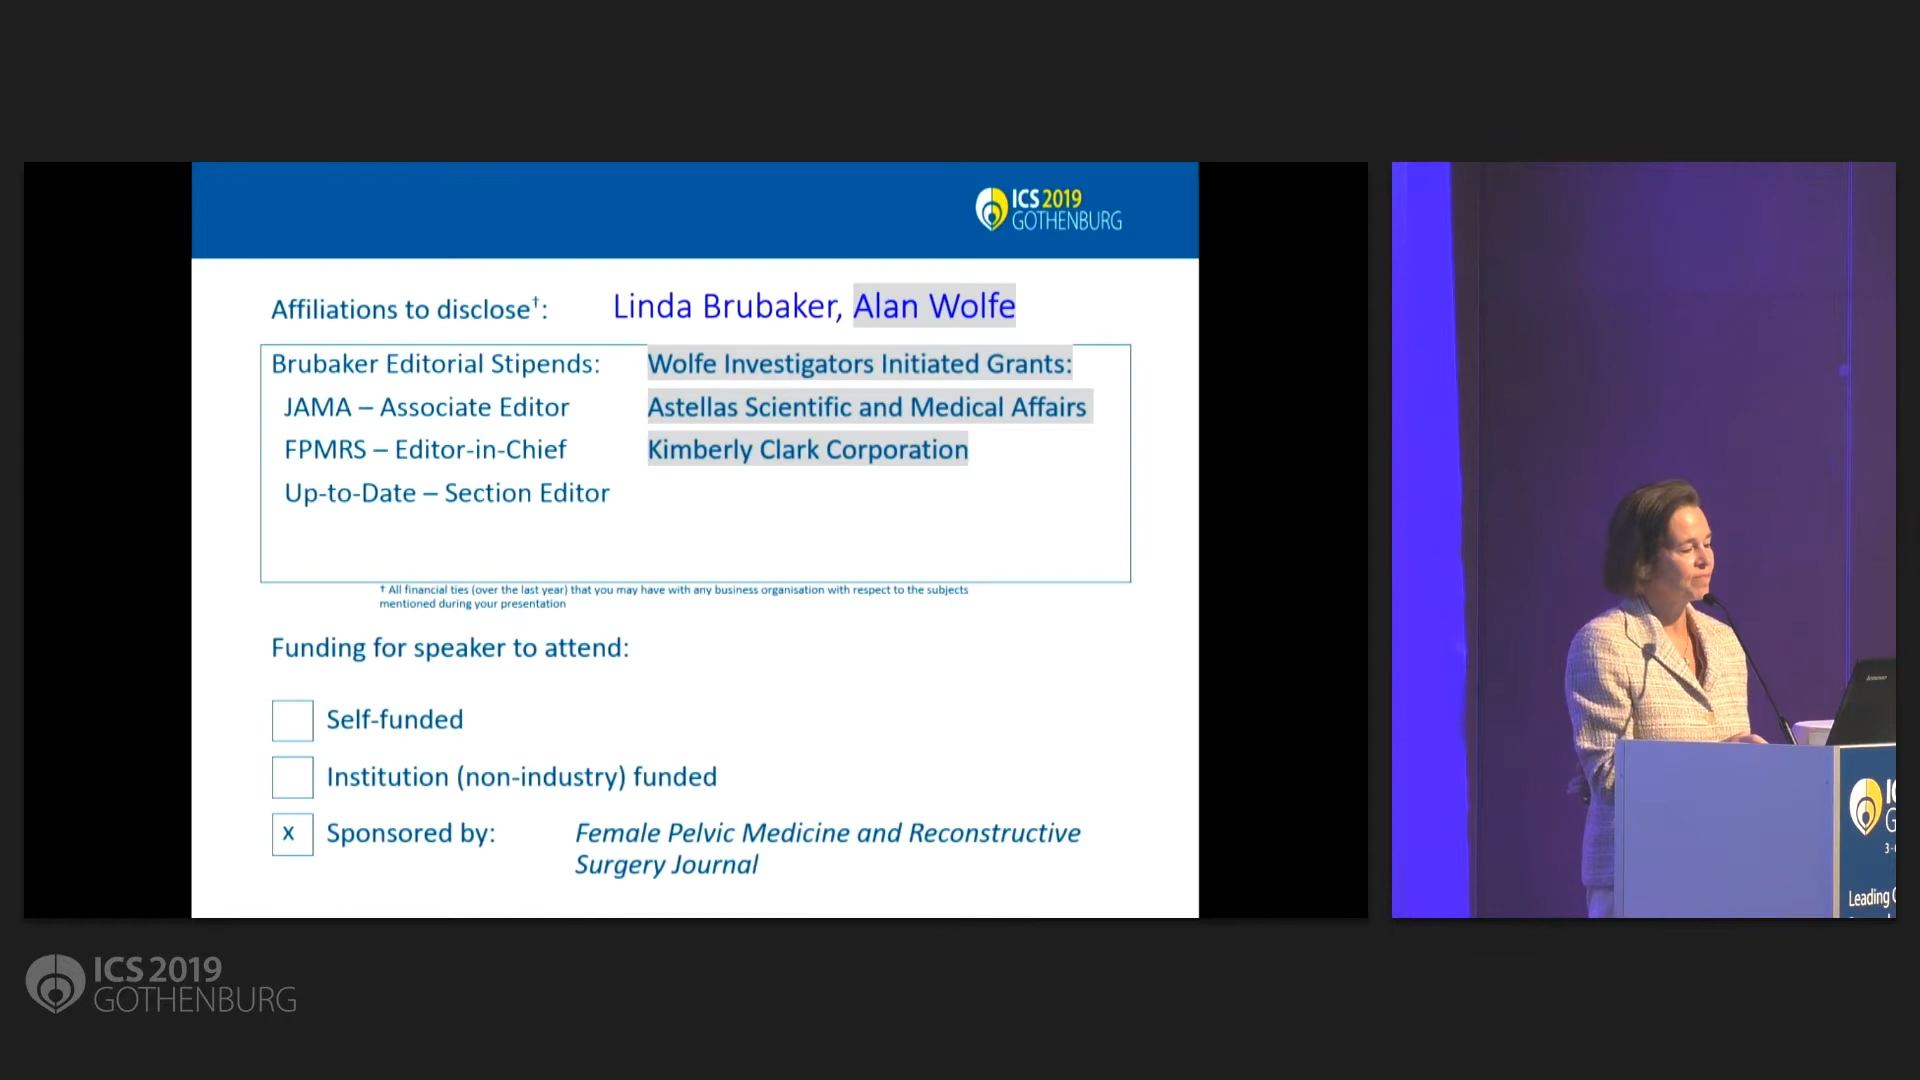 ICS 2019
GOTHENBURG
Affiliations to disclose†:
Linda Brubaker, Alan Wolfe
Brubaker Editorial Stipends:
JAMA – Associate Editor
FPMRS – Editor-in-Chief
Up-to-Date – Section Editor
Wolfe Investigators Initiated Grants:
Astellas Scientific and Medical Affairs
Kimberly Clark Corporation
† All financial ties (over the last year) that you may have with any business organisation with respect to the subjects
mentioned during your presentation
Funding for speaker to attend:
Self-funded
Institution (non-industry) funded
x Sponsored by:
Female Pelvic Medicine and Reconstructive
Surgery Journal
lenovo
Leading
ICS 2019
GOTHENBURG